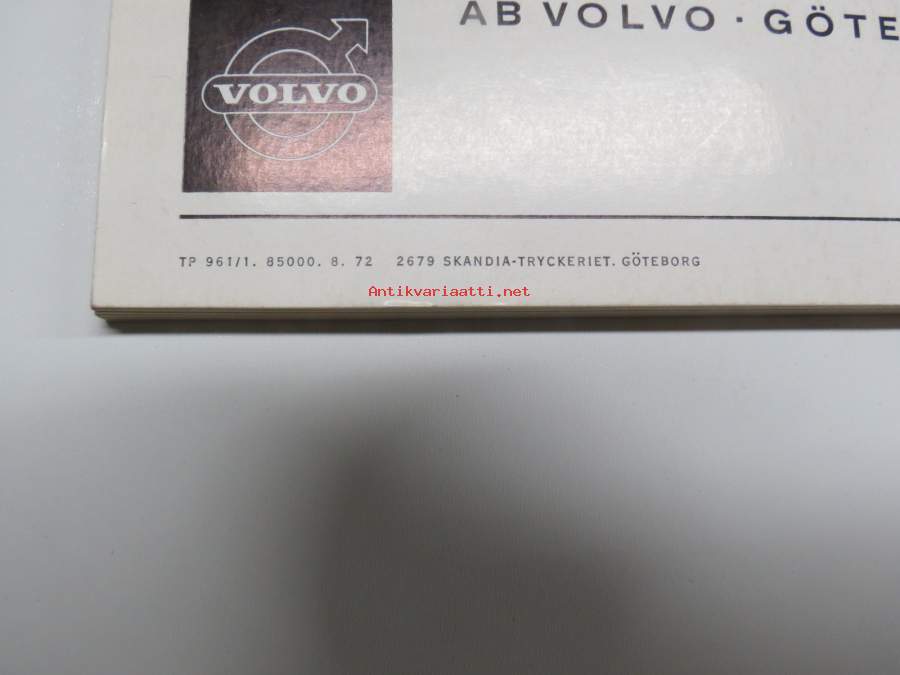 AB VOLVO · GÖTE
VOLVO
TP 961/1. 85000. 8. 72 2679 SKANDIA-TRYCKERIET. GÖTEBORG
Antikvariaatti.net